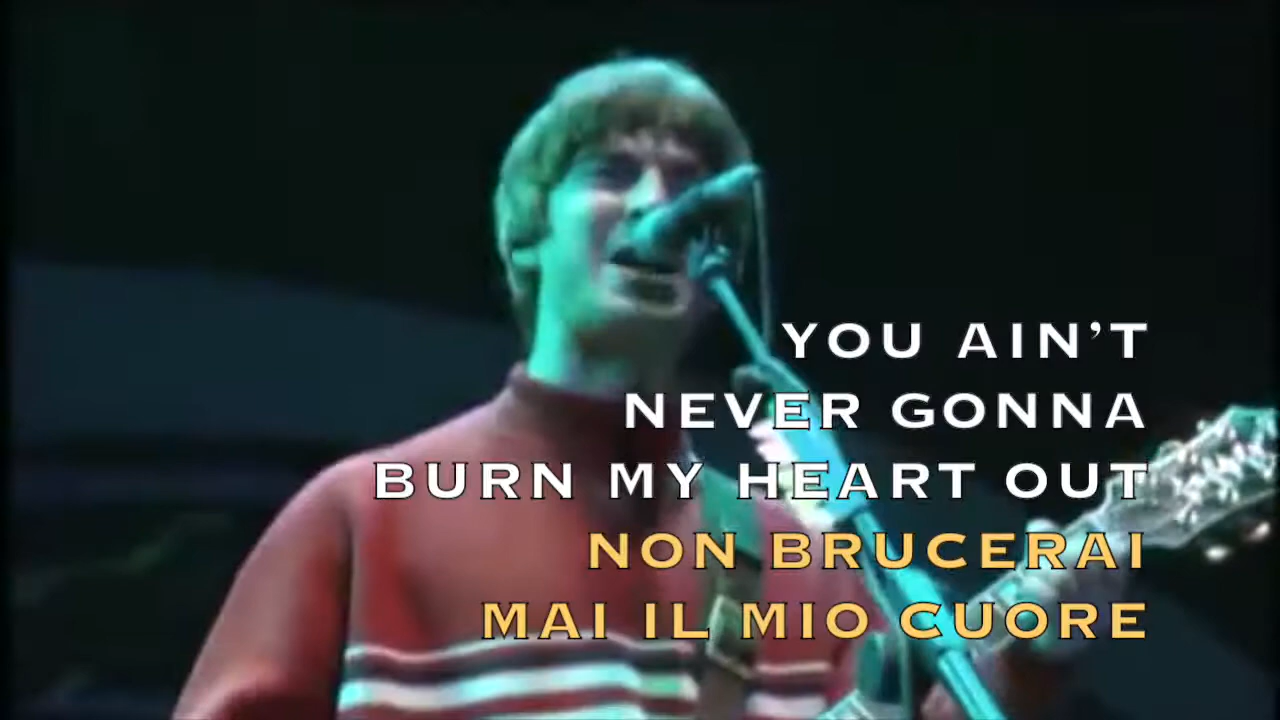 YOU AIN'T
NEVER GONNA
BURN MY HEART OUT
NON BRUCERAI
MAI IL MIO CUORE